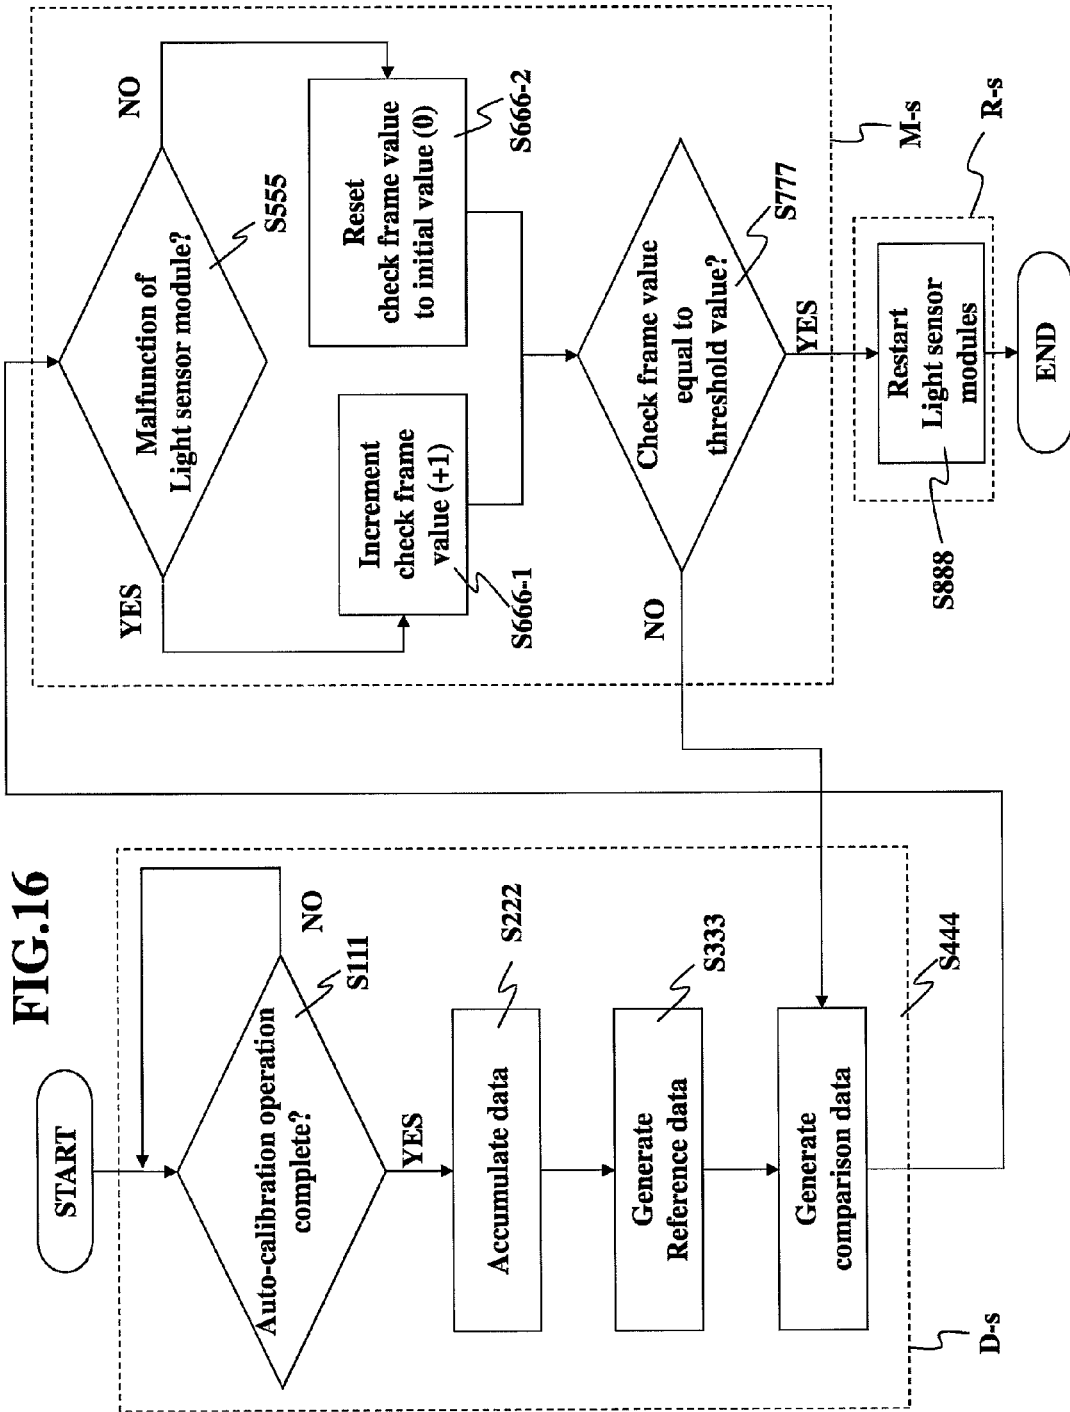 FIG.16
START
Auto-calibration operation
complete?
S111
NO
YES
Accumulate data
S222
Generate
Reference data
S333
Generate
comparison data
S444
D-s
Malfunction of
Light sensor module?
S555
YES
NO
Increment
check frame
value (+1)
S666-1
Reset
check frame value
to initial value (0)
S666-2
Check frame value
equal to
threshold value?
S777
NO
YES
M-s
Restart
Light sensor
modules
S888
R-s
END